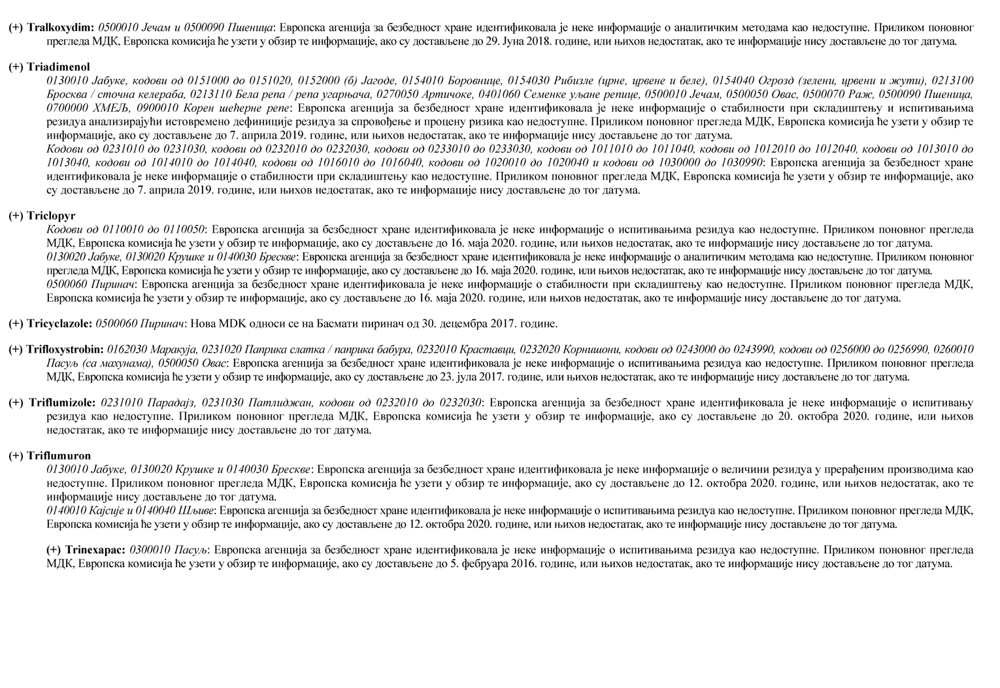 (+) Tralkoxydim: 0500010 Јечам и 0500090 Пшеница: Европска агенција за безбедност хране идентификовала је неке информације о аналитичким методама као недоступне. Приликом поновног
прегледа МДК, Европска комисија ће узети у обзир те информације, ако су достављене до 29. Јуна 2018. године, или њихов недостатак, ако те информације нису достављене до тог датума.
(+) Triadimenol
0130010 Јабуке, кодови од 0151000 до 0151020, 0152000 (б) Јагоде, 0154010 Боровнице, 0154030 Рибизле (црне, црвене и беле), 0154040 Огрозд (зелени, црвени и жути), 0213100
Бросква / сточна келераба, 0213110 Бела репа / репа угарњача, 0270050 Артичоке, 0401060 Семенке уљане репице, 0500010 Јечам, 0500050 Овас, 0500070 Раж, 0500090 Пшеница,
0700000 ХМЕЉ, 0900010 Корен шећерне репе: Европска агенција за безбедност хране идентификовала је неке информације о стабилности при складиштењу и испитивањима
резидуа анализирајући истовремено дефиниције резидуа за спровођење и процену ризика као недоступне. Приликом поновног прегледа МДК, Европска комисија ће узети у обзир те
информације, ако су достављене до 7. априла 2019. године, или њихов недостатак, ако те информације нису достављене до тог датума.
Кодови од 0231010 до 0231030, кодови од 0232010 до 0232030, кодови од 0233010 до 0233030, кодови од 1011010 до 1011040, кодови од 1012010 до 1012040, кодови од 1013010 до
1013040, кодови од 1014010 до 1014040, кодови од 1016010 до 1016040, кодови од 1020010 до 1020040 и кодови од 1030000 до 1030990: Европска агенција за безбедност хране
идентификовала је неке информације о стабилности при складиштењу као недоступне. Приликом поновног прегледа МДК, Европска комисија ће узети у обзир те информације, ако
су достављене до 7. априла 2019. године, или њихов недостатак, ако те информације нису достављене до тог датума.
(+) Triclopyr
Кодови од 0110010 до 0110050: Европска агенција за безбедност хране идентификовала је неке информације о испитивањима резидуа као недоступне. Приликом поновног прегледа
МДК, Европска комисија ће узети у обзир те информације, ако су достављене до 16. маја 2020. године, или њихов недостатак, ако те информације нису достављене до тог датума.
0130020 Јабуке, 0130020 Крушке и 0140030 Брескве: Европска агенција за безбедност хране идентификовала је неке информације о аналитичким методама као недоступне. Приликом поновног
прегледа МДК, Европска комисија ће узети у обзир те информације, ако су достављене до 16. маја 2020. године, или њихов недостатак, ако те информације нису достављене до тог датума.
0500060 Пиринач: Европска агенција за безбедност хране идентификовала је неке информације о стабилности при складиштењу као недоступне. Приликом поновног прегледа МДК,
Европска комисија ће узети у обзир те информације, ако су достављене до 16. маја 2020. године, или њихов недостатак, ако те информације нису достављене до тог датума.
(+) Tricyclazole: 0500060 Пиринач: Нова MDK односи се на Басмати пиринач од 30. децембра 2017. године.
(+) Trifloxystrobin: 0162030 Маракуја, 0231020 Паприка слатка / паприка бабура, 0232010 Краставци, 0232020 Корнишони, кодови од 0243000 до 0243990, кодови од 0256000 до 0256990, 0260010
Пасуљ (са махунама), 0500050 Овас: Европска агенција за безбедност хране идентификовала је неке информације о испитивањима резидуа као недоступне. Приликом поновног прегледа
МДК, Европска комисија ће узети у обзир те информације, ако су достављене до 23. јула 2017. године, или њихов недостатак, ако те информације нису достављене до тог датума.
(+) Triflumizole: 0231010 Парадајз, 0231030 Патлиджан, кодови од 0232010 до 0232030: Европска агенција за безбедност хране идентификовала је неке информације о испитивању
резидуа као недоступне. Приликом поновног прегледа МДК, Европска комисија ће узети у обзир те информације, ако су достављене до 20. октобра 2020. године, или њихов
недостатак, ако те информације нису достављене до тог датума.
(+) Triflumuron
0130010 Јабуке, 0130020 Крушке и 0140030 Брескве: Европска агенција за безбедност хране идентификовала је неке информације о величини резидуа у прерађеним производима као
недоступне. Приликом поновног прегледа МДК, Европска комисија ће узети у обзир те информације, ако су достављене до 12. октобра 2020. године, или њихов недостатак, ако те
информације нису достављене до тог датума.
0140010 Кајсије и 0140040 Шљиве: Европска агенција за безбедност хране идентификовала је неке информације о испитивањима резидуа као недоступне. Приликом поновног прегледа МДК,
Европска комисија ће узети у обзир те информације, ако су достављене до 12. октобра 2020. године, или њихов недостатак, ако те информације нису достављене до тог датума.
(+) Trinexapac: 0300010 Пасуљ: Европска агенција за безбедност хране идентификовала је неке информације о испитивањима резидуа као недоступне. Приликом поновног прегледа
МДК, Европска комисија ће узети у обзир те информације, ако су достављене до 5. фебруара 2016. године, или њихов недостатак, ако те информације нису достављене до тог датума.